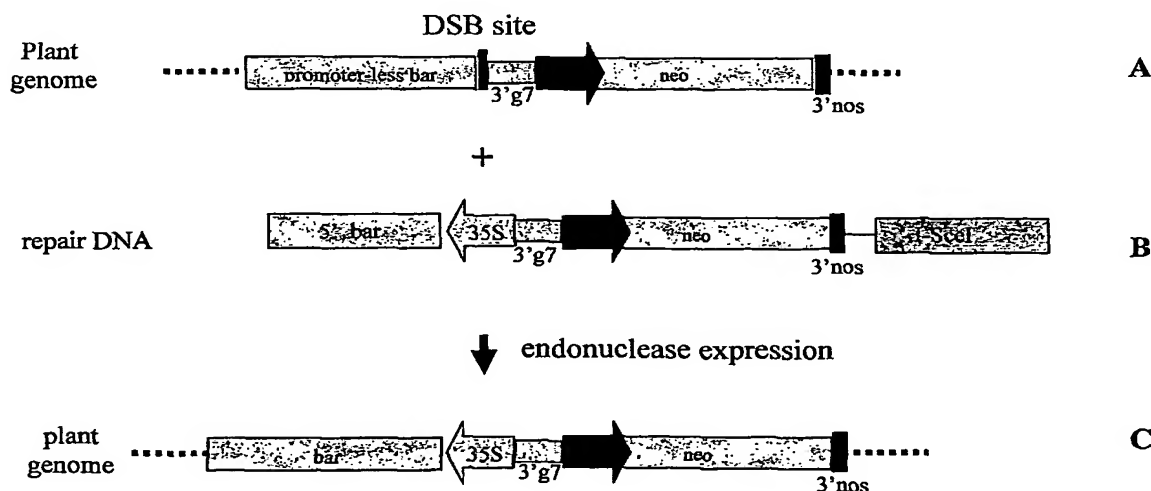 DSB site
Plant
genome
promoter-less bar
neo
A
3'g7
3'nos
+
repair DNA
5' bar
35S
neo
I-SceI
B
3'g7
3'nos
endonuclease expression
plant
genome
bar
35S
neo
C
3'g7
3'nos